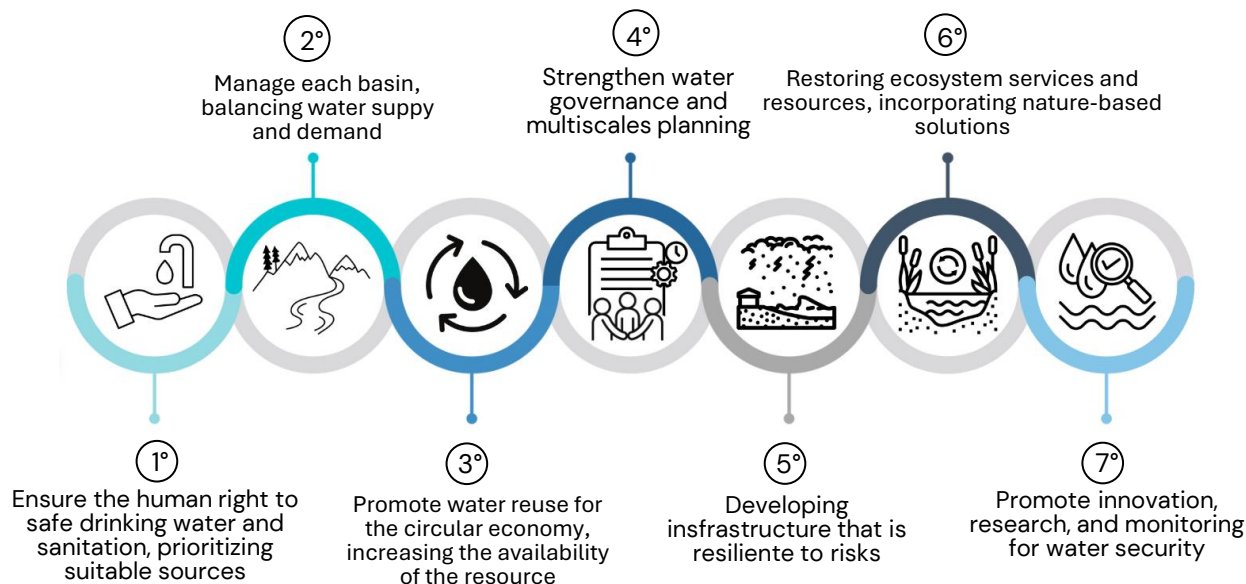 1°
Ensure the human right to
safe drinking water and
sanitation, prioritizing
suitable sources
2°
Manage each basin,
balancing water suppy
and demand
3°
Promote water reuse for
the circular economy,
increasing the availability
of the resource
4°
Strengthen water
governance and
multiscales planning
5°
Developing
insfrastructure that is
resiliente to risks
6°
Restoring ecosystem services and
resources, incorporating nature-based
solutions
7°
Promote innovation,
research, and monitoring
for water security